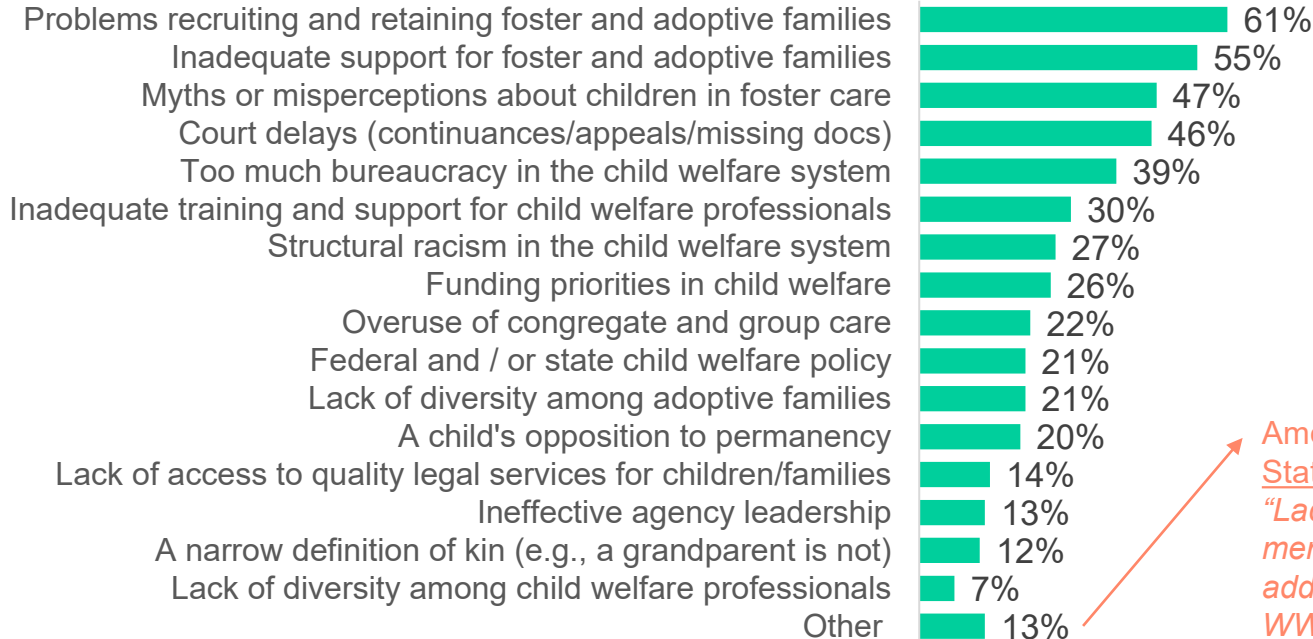 Problems recruiting and retaining foster and adoptive families 61%
Inadequate support for foster and adoptive families 55%
Myths or misperceptions about children in foster care 47%
Court delays (continuances/appeals/missing docs) 46%
Too much bureaucracy in the child welfare system 39%
Inadequate training and support for child welfare professionals 30%
Structural racism in the child welfare system 27%
Funding priorities in child welfare 26%
Overuse of congregate and group care 22%
Federal and / or state child welfare policy 21%
Lack of diversity among adoptive families 21%
A child's opposition to permanency 20%
Lack of access to quality legal services for children/families 14%
Ineffective agency leadership 13%
A narrow definition of kin (e.g., a grandparent is not) 12%
Lack of diversity among child welfare professionals 7%
Other 13%